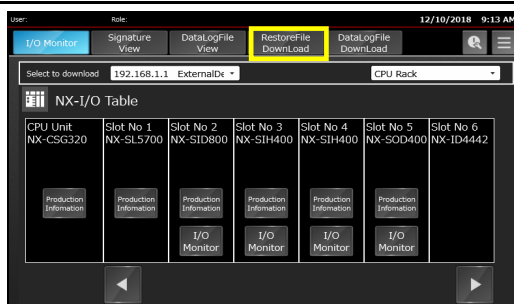 User: Role: 12/10/2018 9:13 AM
I/O Monitor
Signature
View
DataLogFile
View
RestoreFile
DownLoad
DataLogFile
DownLoad
Select to download 192.168.1.1 ExternalDe CPU Rack
NX-I/O Table
CPU Unit
NX-CSG320
Slot No 1
NX-SL5700
Slot No 2
NX-SID800
Slot No 3
NX-SIH400
Slot No 4
NX-SIH400
Slot No 5
NX-SOD400
Slot No 6
NX-ID4442
Production
Infomation
Production
Infomation
Production
Infomation
Production
Infomation
Production
Infomation
Production
Infomation
I/O
Monitor
I/O
Monitor
I/O
Monitor
I/O
Monitor